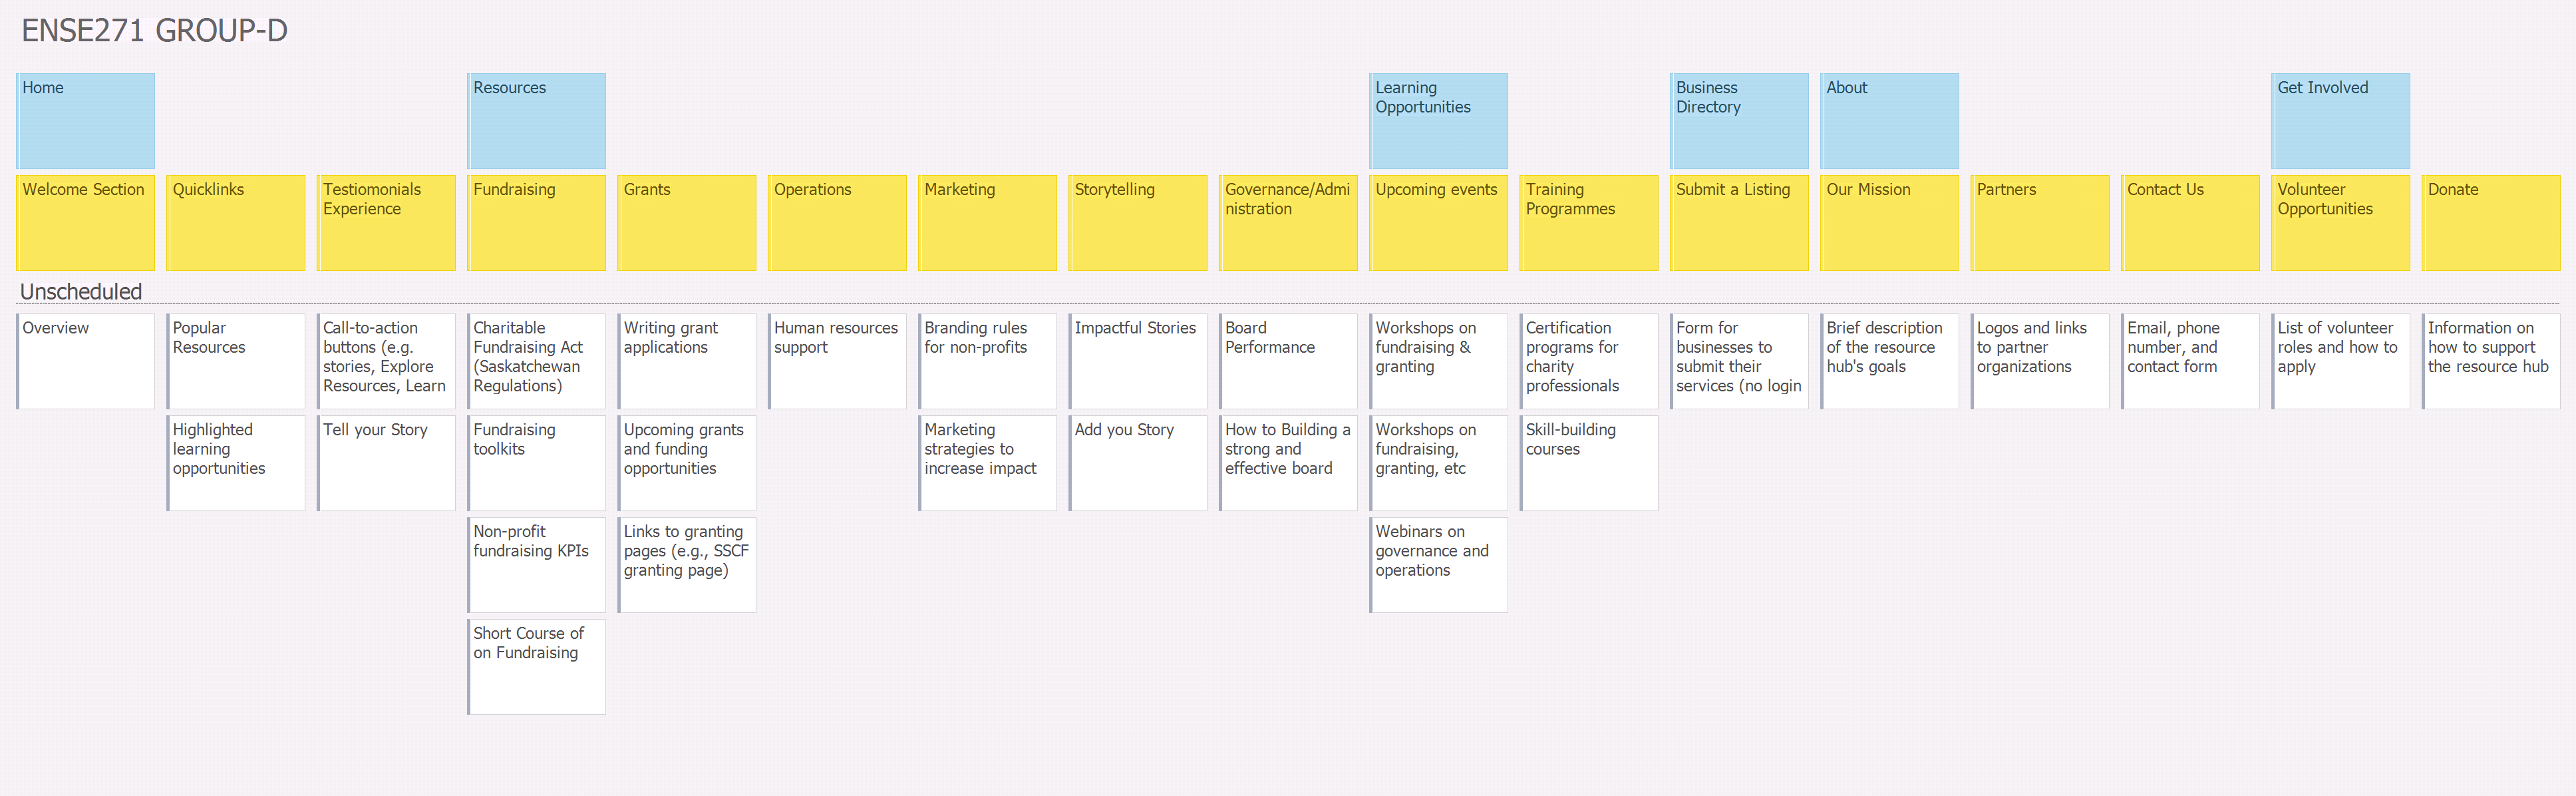 ENSE271 GROUP-D
Home
Resources
Learning
Opportunities
Business
Directory
About
Get Involved
Welcome Section
Quicklinks
Testiomonials
Experience
Fundraising
Grants
Operations
Marketing
Storytelling
Governance/Admi
nistration
Upcoming events
Training
Programmes
Submit a Listing
Our Mission
Partners
Contact Us
Volunteer
Opportunities
Donate
Unscheduled
Overview
Popular
Resources
Call-to-action
buttons (e.g.
stories, Explore
Resources, Learn
Charitable
Fundraising Act
(Saskatchewan
Regulations)
Writing grant
applications
Human resources
support
Branding rules
for non-profits
Impactful Stories
Board
Performance
Workshops on
fundraising &
granting
Certification
programs for
charity
professionals
Form for
businesses to
submit their
services (no login
Brief description
of the resource
hub's goals
Logos and links
to partner
organizations
Email, phone
number, and
contact form
List of volunteer
roles and how to
apply
Information on
how to support
the resource hub
Highlighted
learning
opportunities
Tell your Story
Fundraising
toolkits
Upcoming grants
and funding
opportunities
Marketing
strategies to
increase impact
Add you Story
How to Building a
strong and
effective board
Workshops on
fundraising,
granting, etc
Skill-building
courses
Non-profit
fundraising KPIs
Links to granting
pages (e.g., SSCF
granting page)
Webinars on
governance and
operations
Short Course of
on Fundraising